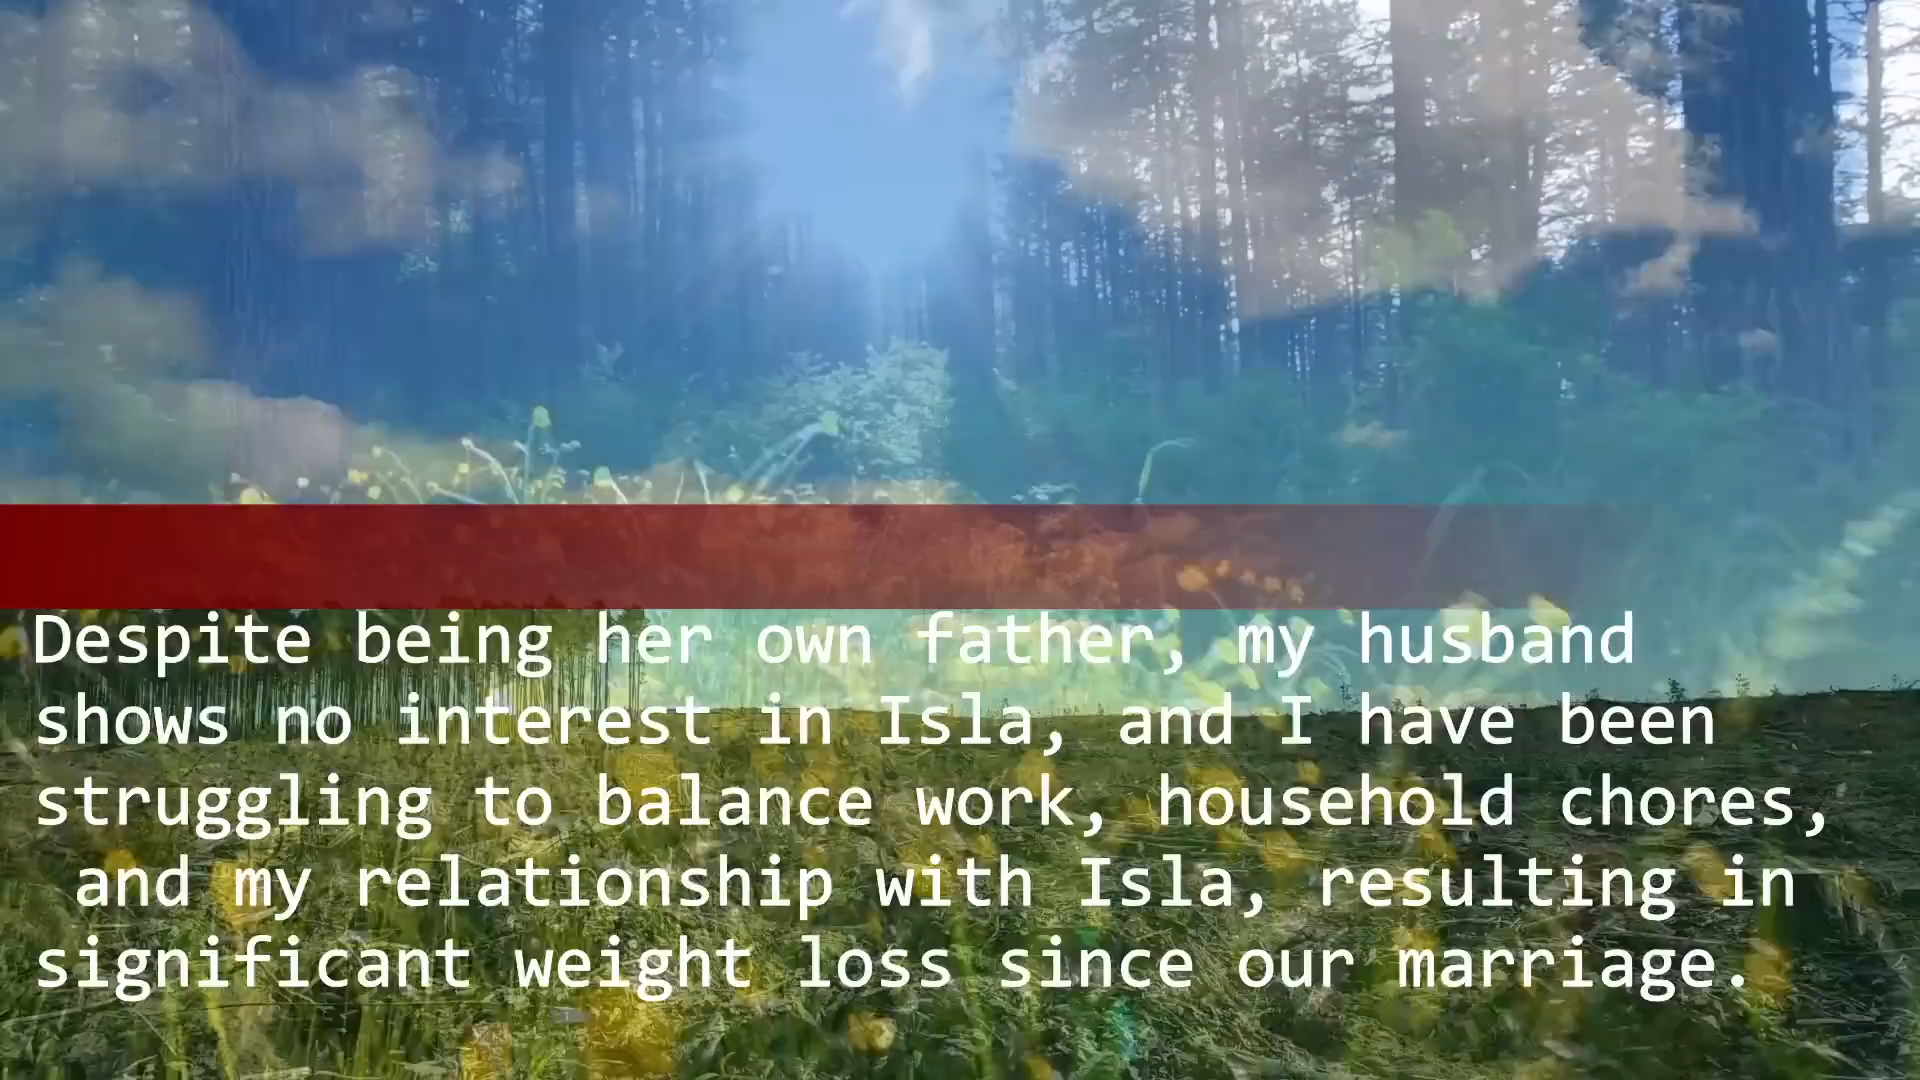 Despite being her own father, my husband
shows no interest in Isla, and I have been
struggling to balance work, household chores,
and my relationship with Isla, resulting in
significant weight loss since our marriage.